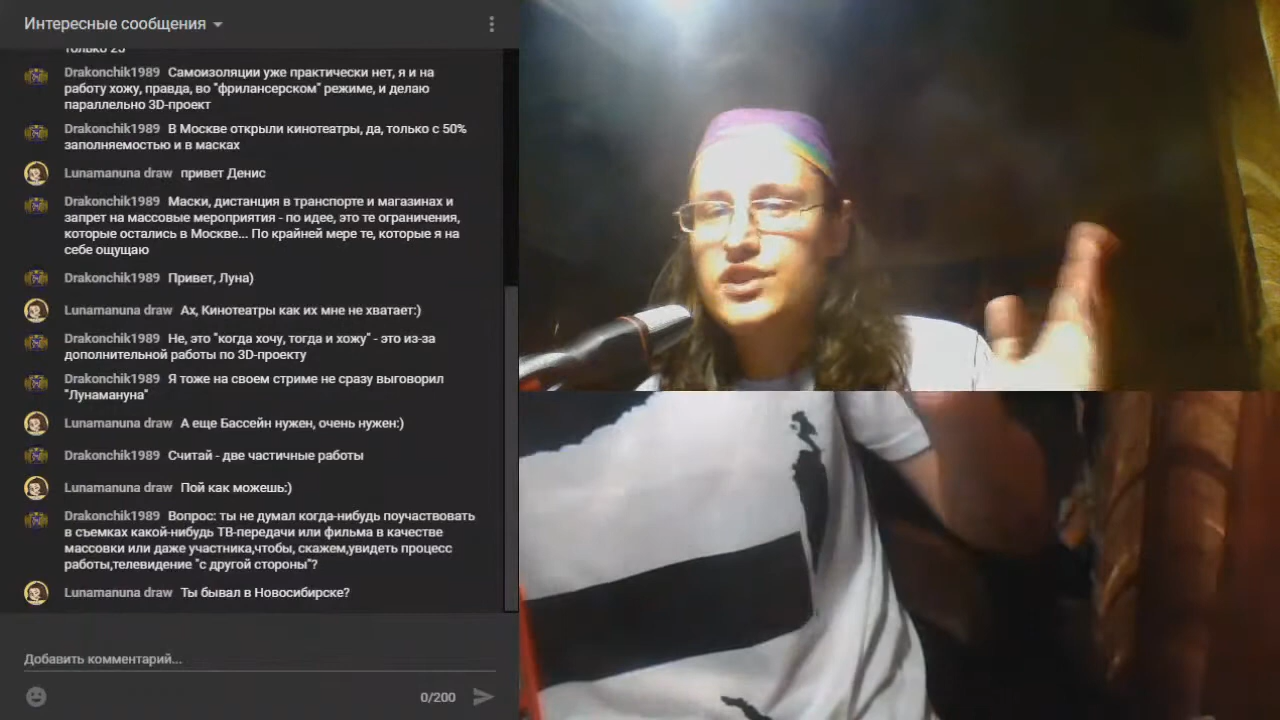 Интересные сообщения
только 25
Drakonchik1989 Самоизоляции уже практически нет, я и на
работу хожу, правда, во "фрилансерском" режиме, и делаю
параллельно 3D-проект
Drakonchik1989 В Москве открыли кинотеатры, да, только с 50%
заполняемостью и в масках
Lunamanuna draw привет Денис
Drakonchik1989 Маски, дистанция в транспорте и магазинах и
запрет на массовые мероприятия - по идее, это те ограничения,
которые остались в Москве... По крайней мере те, которые я на
себе ощущаю
Drakonchik1989 Привет, Луна)
Lunamanuna draw Ах, Кинотеатры как их мне не хватает:)
Drakonchik1989 Не, это "когда хочу, тогда и хожу" - это из-за
дополнительной работы по 3D-проекту
Drakonchik1989 Я тоже на своем стриме не сразу выговорил
"Лунамануна"
Lunamanuna draw А еще Бассейн нужен, очень нужен:)
Drakonchik1989 Считай - две частичные работы
Lunamanuna draw Пой как можешь:)
Drakonchik1989 Вопрос: ты не думал когда-нибудь поучаствовать
в съемках какой-нибудь ТВ-передачи или фильма в качестве
массовки или даже участника,чтобы, скажем,увидеть процесс
работы,телевидение "с другой стороны"?
Lunamanuna draw Ты бывал в Новосибирске?
Добавить комментарий...
0/200